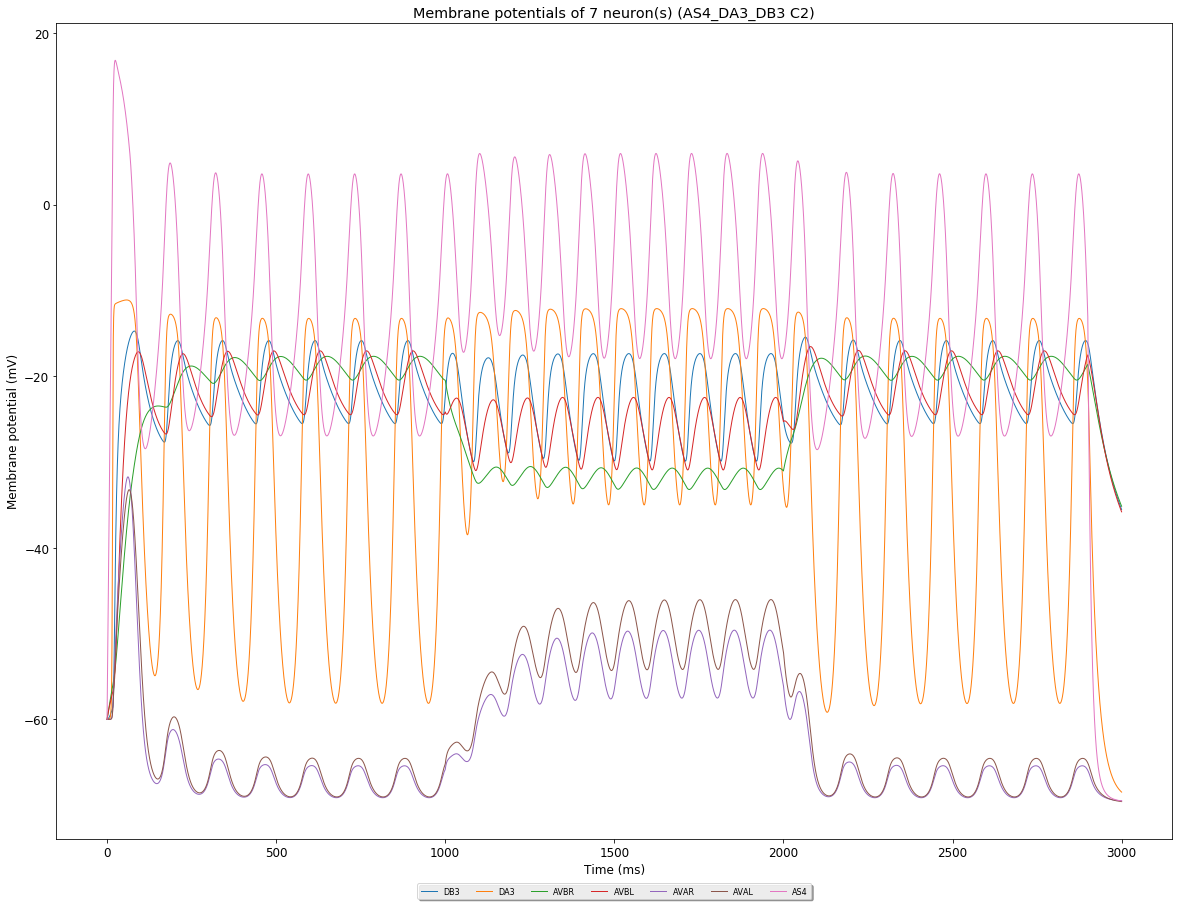 Membrane potentials of 7 neuron(s) (AS4_DA3_DB3 C2)
20
0
−20
−40
−60
Membrane potential (mV)
0 500 1000 1500 2000 2500 3000
Time (ms)
DB3 DA3 AVBR AVBL AVAR AVAL AS4